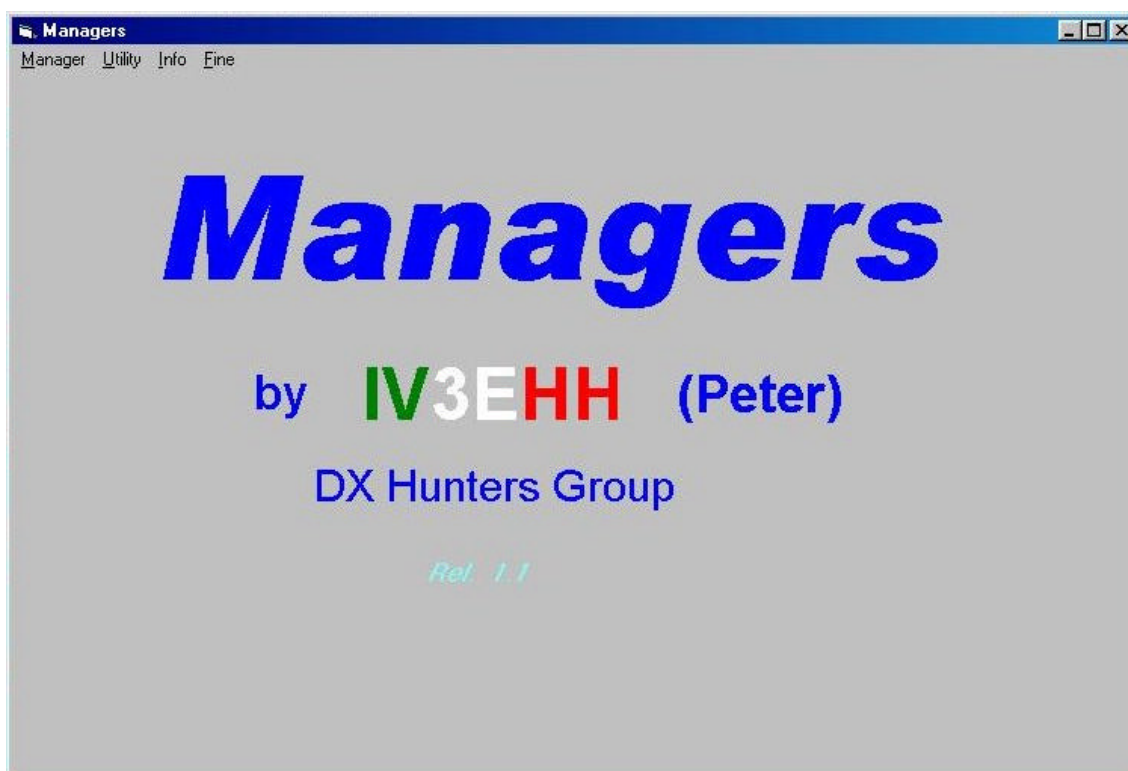 Managers
Manager Utility Info Fine
Managers
by IV3EHH (Peter)
DX Hunters Group
Rel. 1.1